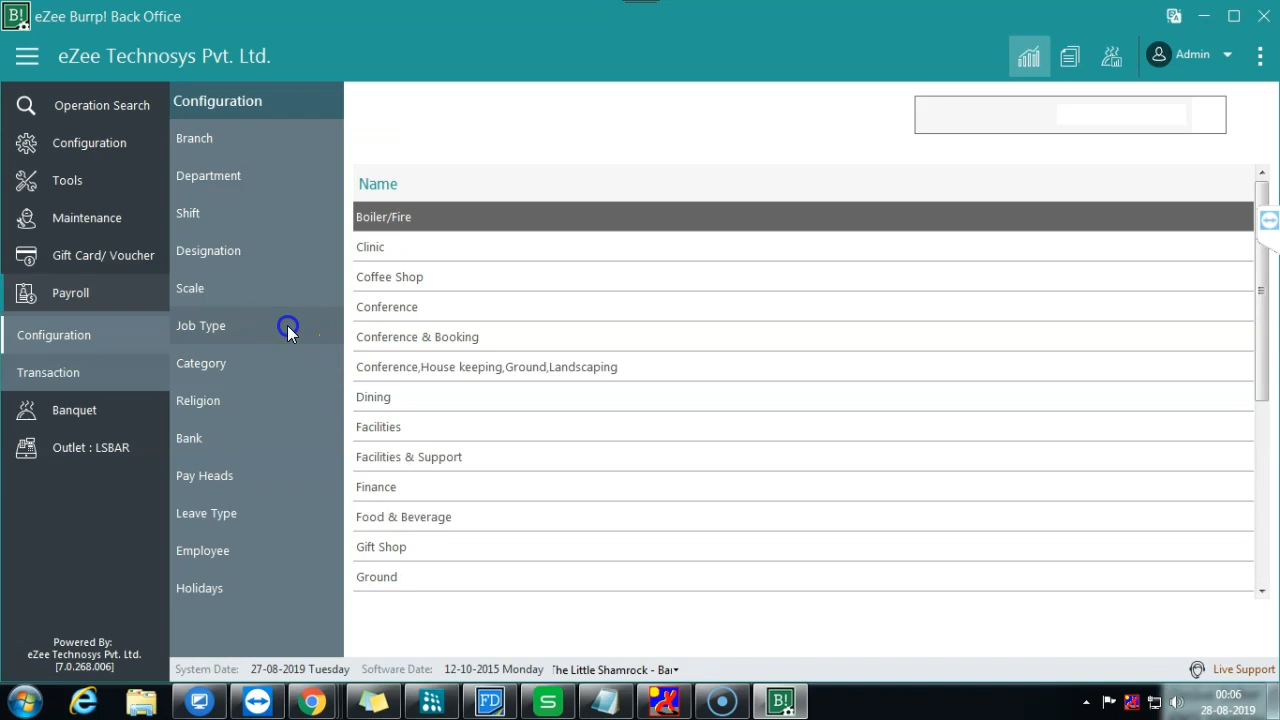 eZee Burrp! Back Office
eZee Technosys Pvt. Ltd.
Admin
Operation Search
Configuration
Tools
Maintenance
Gift Card/ Voucher
Payroll
Configuration
Transaction
Banquet
Outlet : LSBAR
Powered By:
eZee Technosys Pvt. Ltd.
[7.0.268.006]
Configuration
Branch
Department
Shift
Designation
Scale
Job Type
Category
Religion
Bank
Pay Heads
Leave Type
Employee
Holidays
Name
Boiler/Fire
Clinic
Coffee Shop
Conference
Conference & Booking
Conference,House keeping,Ground,Landscaping
Dining
Facilities
Facilities & Support
Finance
Food & Beverage
Gift Shop
Ground
System Date: 27-08-2019 Tuesday Software Date: 12-10-2015 Monday The Little Shamrock - Bar
Live Support
00:06
28-08-2019